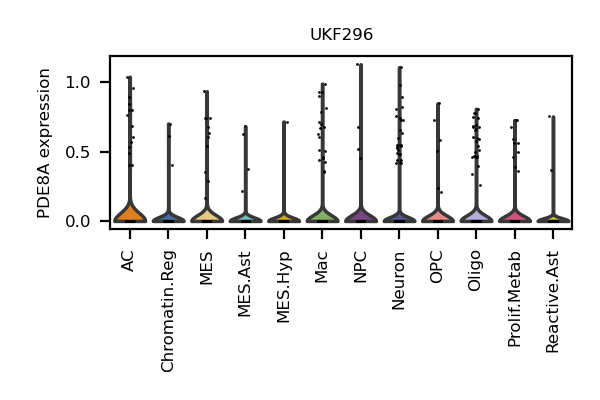 UKF296
PDE8A expression
1.0
0.5
0.0
AC
Chromatin.Reg
MES
MES.Ast
MES.Hyp
Mac
NPC
Neuron
OPC
Oligo
Prolif.Metab
Reactive.Ast